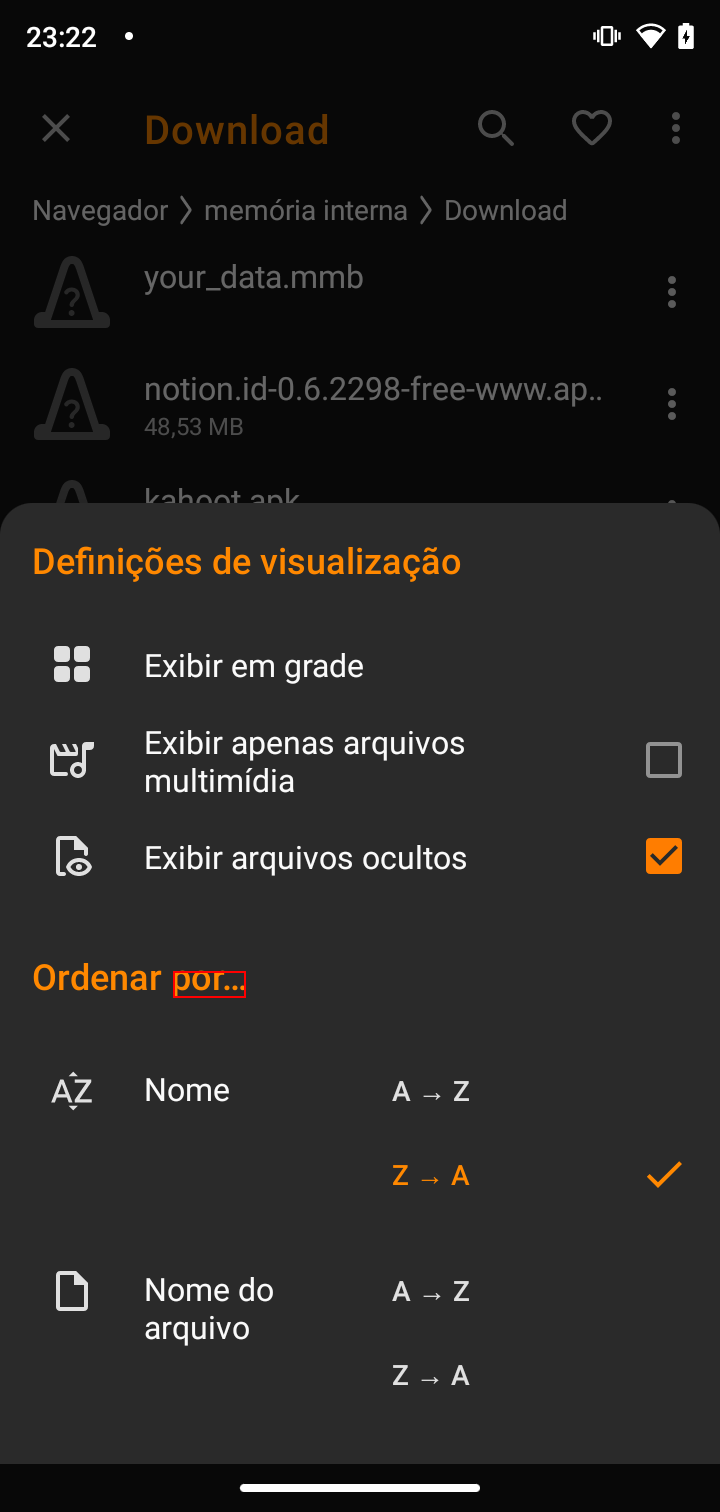 23:22
Download
Navegador memória interna Download
your_data.mmb
notion.id-0.6.2298-free-www.ap..
48,53 MB
kahoot.apk
Definições de visualização
Exibir em grade
Exibir apenas arquivos
multimídia
Exibir arquivos ocultos
Ordenar por...
AZ Nome A → Z
Z → A
Nome do
arquivo A → Z
Z → A